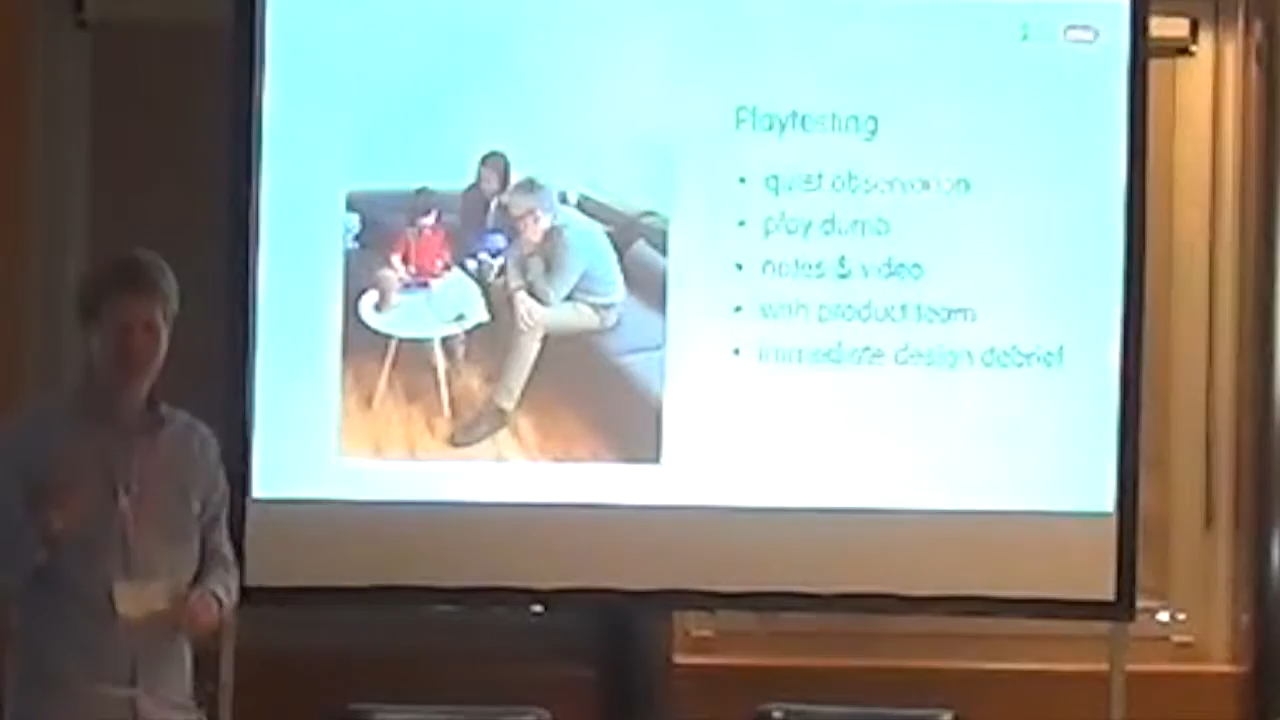 Playtesting
• quiet observation
• play dumb
• notes & video
• with product team
• immediate design debrief